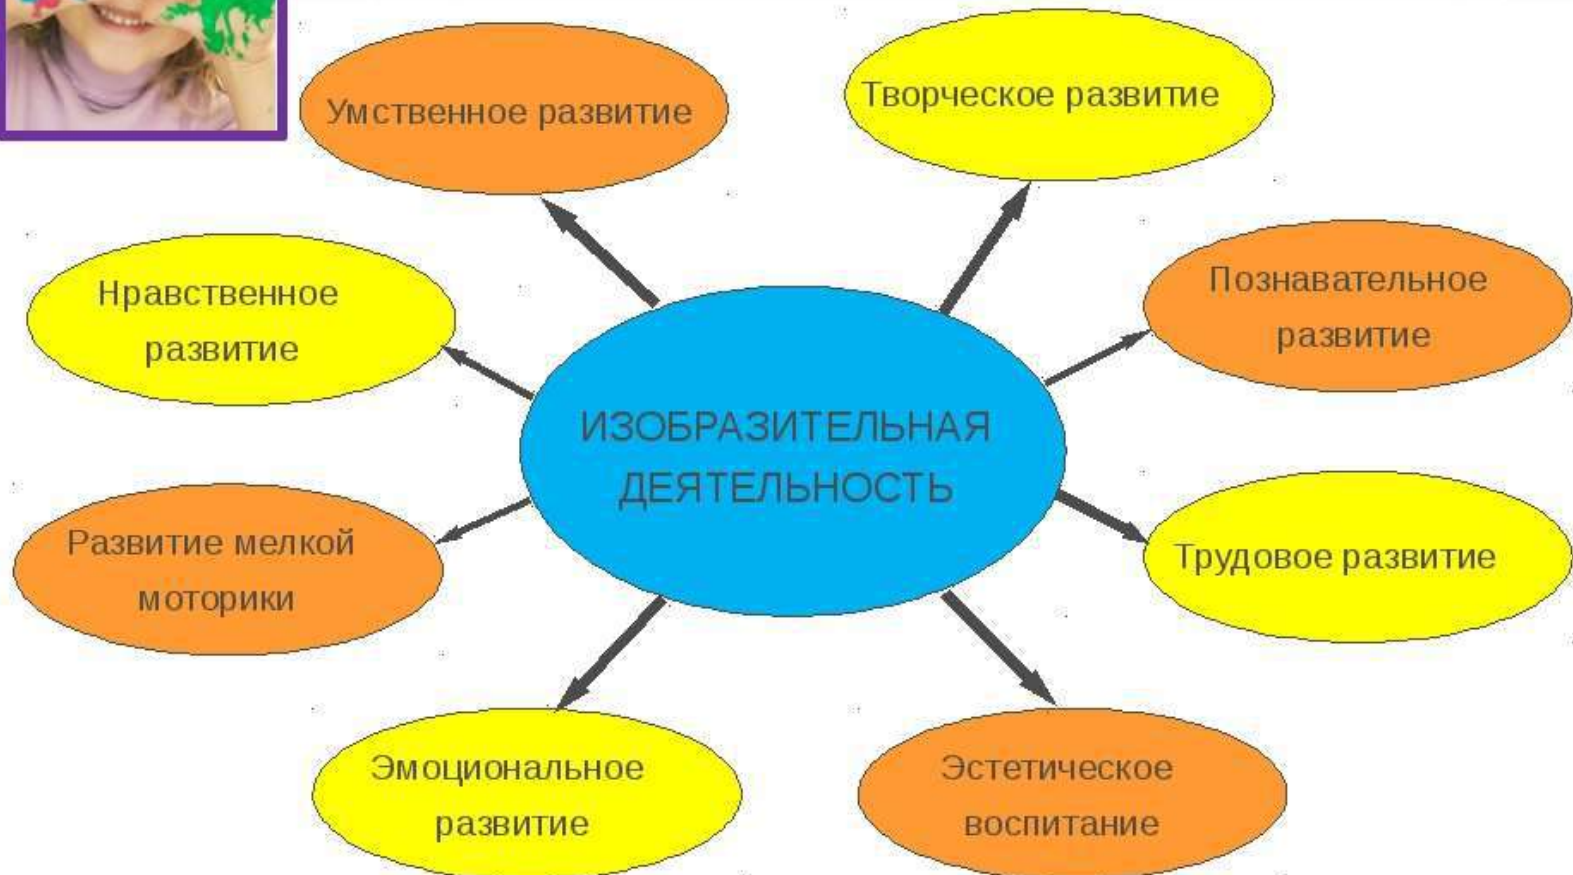 Умственное развитие
Творческое развитие
Нравственное
развитие
Познавательное
развитие
ИЗОБРАЗИТЕЛЬНАЯ
ДЕЯТЕЛЬНОСТЬ
Развитие мелкой
моторики
Трудовое развитие
Эмоциональное
развитие
Эстетическое
воспитание